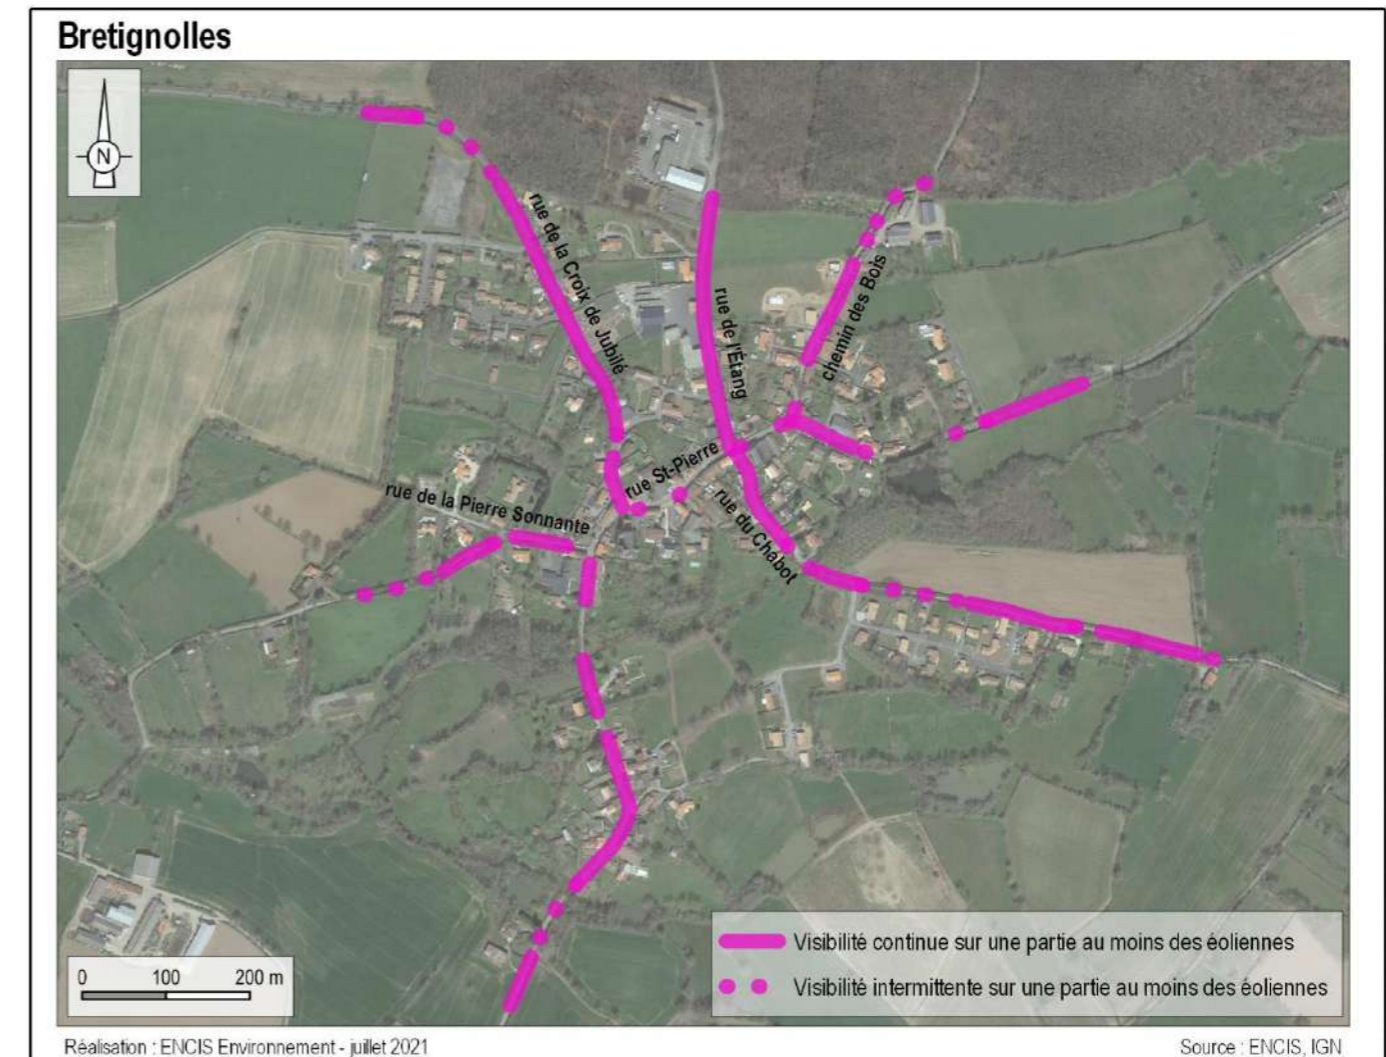 Bretignolles
N
rue de la Croix de Jubilé
rue de l'Étang
chemin des Bois
rue St-Pierre
rue de la Pierre Sonnante
rue du Chabot
Visibilité continue sur une partie au moins des éoliennes
Visibilité intermittente sur une partie au moins des éoliennes
0 100 200 m
Réalisation : ENCIS Environnement - juillet 2021
Source : ENCIS, IGN